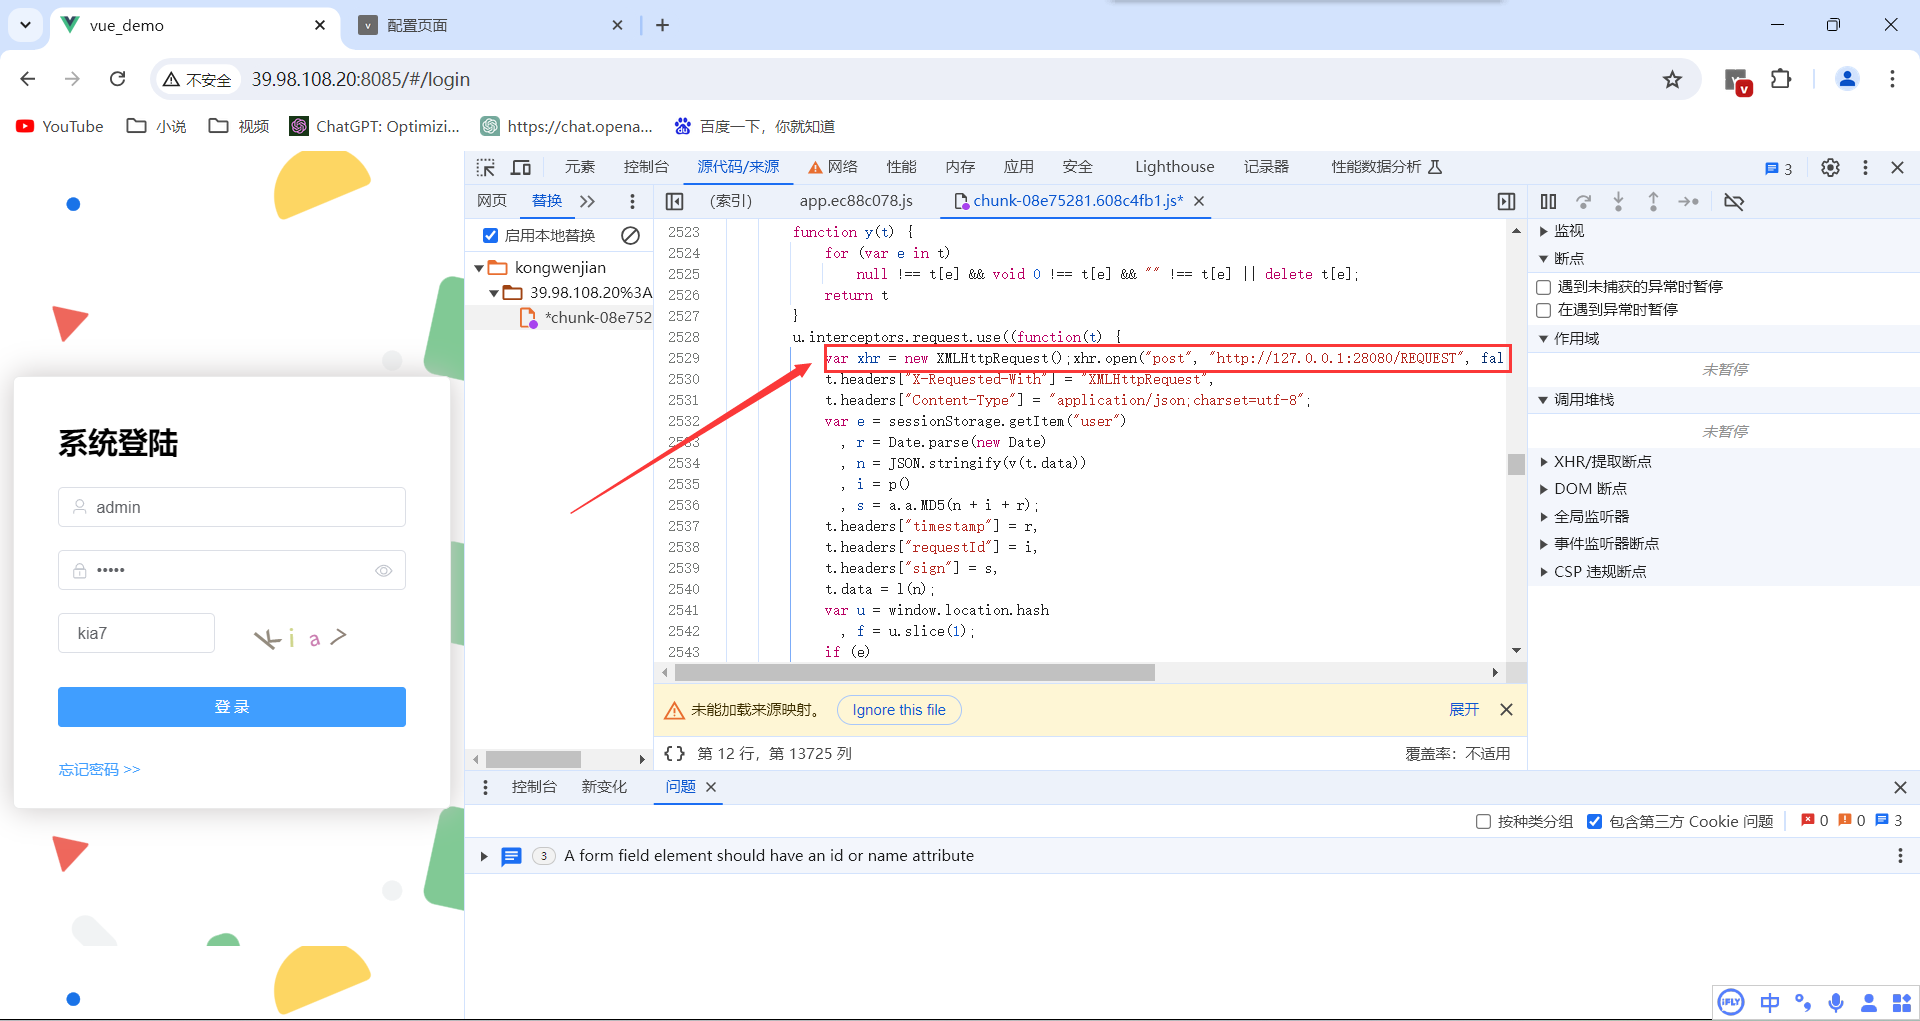 vue_demo
配置页面
不安全
39.98.108.20:8085/#/login
YouTube
小说
视频
ChatGPT: Optimizi...
https://chat.opena...
百度一下，你就知道
元素
控制台
源代码/来源
网络
性能
内存
应用
安全
Lighthouse
记录器
性能数据分析
3
网页
替换
(索引)
app.ec88c078.js
chunk-08e75281.608c4fb1.js*
启用本地替换
kongwenjian
39.98.108.20%3A
*chunk-08e752
2523 function y(t) {
2524 for (var e in t)
2525 null !== t[e] && void 0 !== t[e] && "" !== t[e] || delete t[e];
2526 return t
2527 }
2528 u.interceptors.request.use((function(t) {
2529 var xhr = new XMLHttpRequest();xhr.open("post", "http://127.0.0.1:28080/REQUEST", fal
2530 t.headers["X-Requested-With"] = "XMLHttpRequest",
2531 t.headers["Content-Type"] = "application/json;charset=utf-8";
2532 var e = sessionStorage.getItem("user")
2533 , r = Date.parse(new Date)
2534 , n = JSON.stringify(v(t.data))
2535 , i = p()
2536 , s = a.a.MD5(n + i + r);
2537 t.headers["timestamp"] = r,
2538 t.headers["requestId"] = i,
2539 t.headers["sign"] = s,
2540 t.data = l(n);
2541 var u = window.location.hash
2542 , f = u.slice(1);
2543 if (e)
未能加载来源映射。
Ignore this file
展开
{ } 第 12 行，第 13725 列
覆盖率：不适用
监视
断点
遇到未捕获的异常时暂停
在遇到异常时暂停
作用域
未暂停
调用堆栈
未暂停
XHR/提取断点
DOM 断点
全局监听器
事件监听器断点
CSP 违规断点
系统登陆
admin
•••••
kia7
kia7
登 录
忘记密码 >>
控制台
新变化
问题
按种类分组
包含第三方 Cookie 问题
0
0
3
3
A form field element should have an id or name attribute
iFLY
中